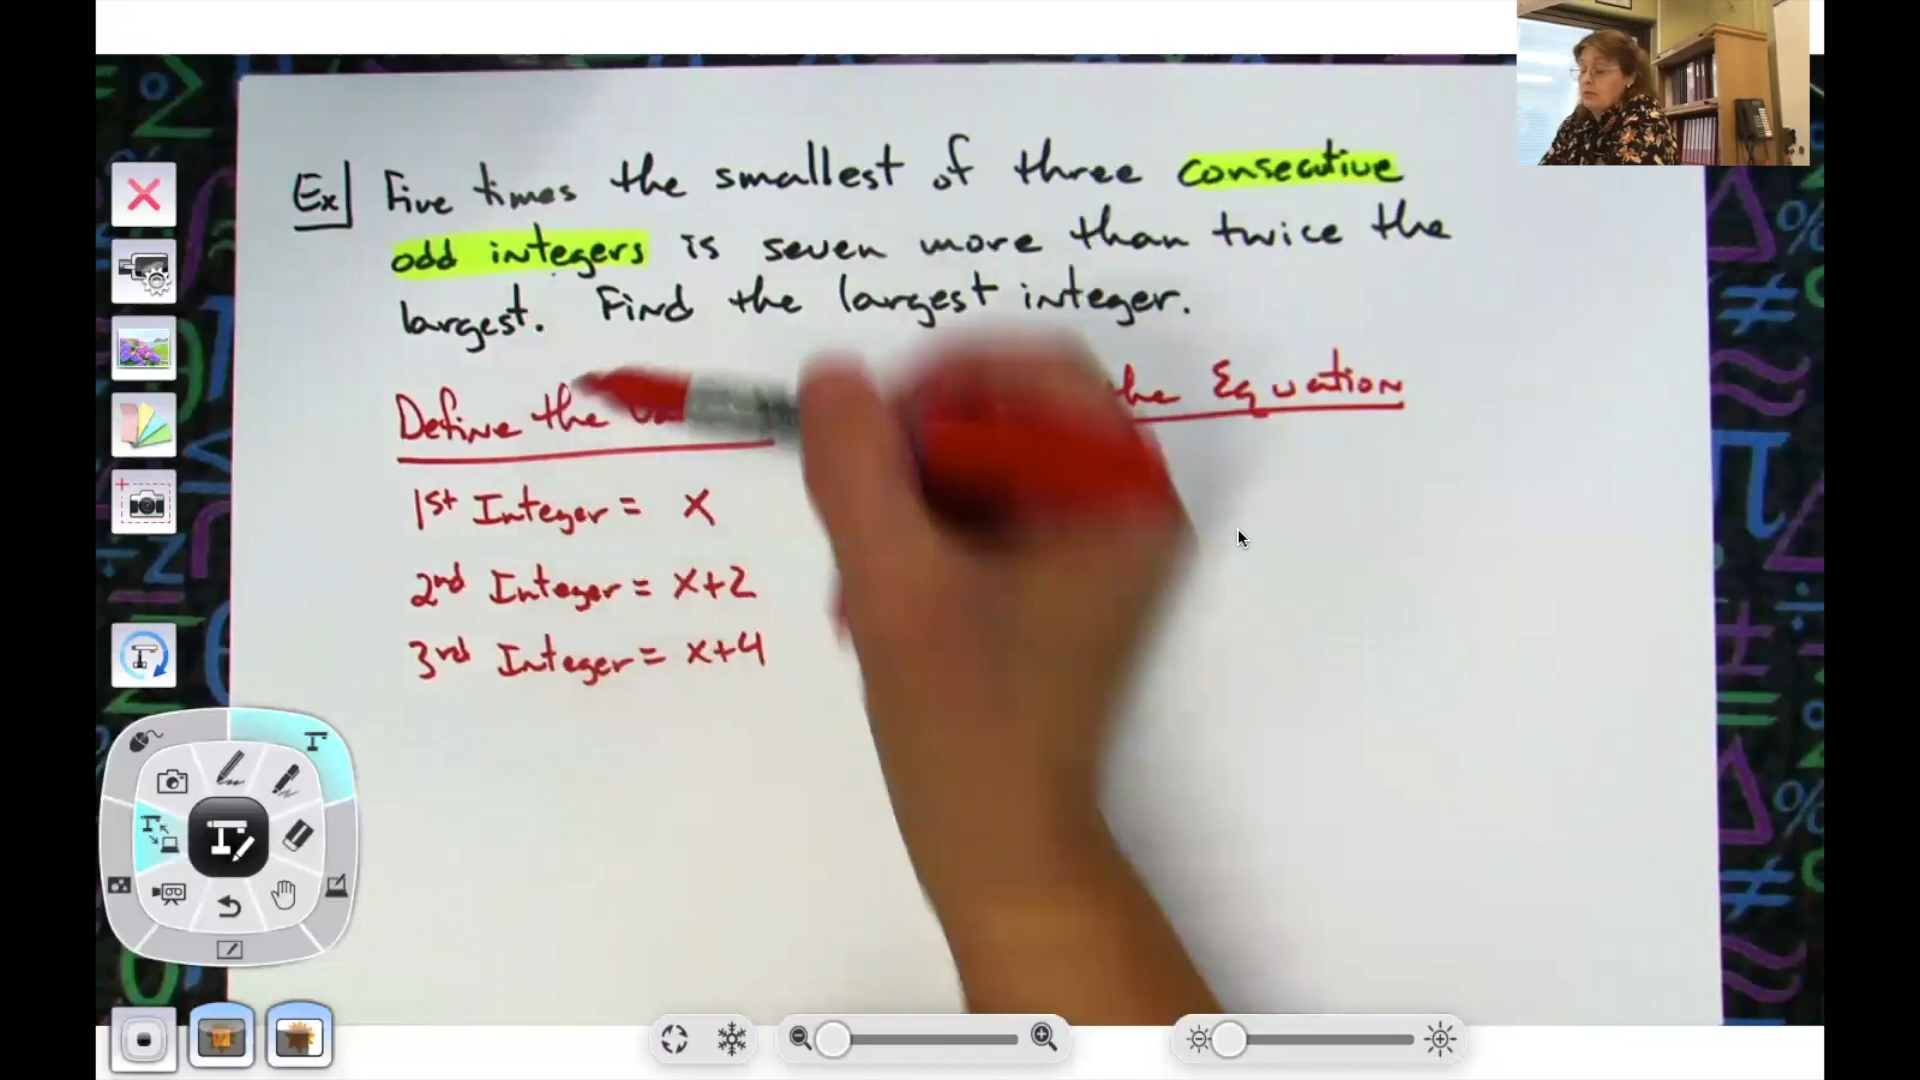 Ex Five times the smallest of three consecutive
odd integers is seven more than twice the
largest. Find the largest integer.
Define the
the Equation
1st Integer = x
2nd Integer = x+2
3rd Integer = x+4